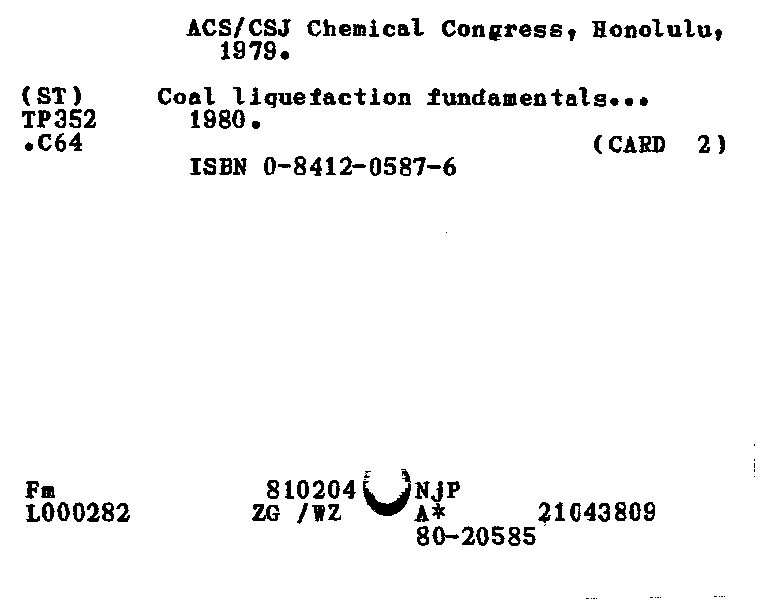 ACS/CSJ Chemical Congress, Honolulu,
1979.
(ST) Coal liquefaction fundamentals...
TP352 1980.
.C64 (CARD 2)
ISBN 0-8412-0587-6
Fm 810204 NjP
L000282 ZG /WZ A* 21043809
80-20585